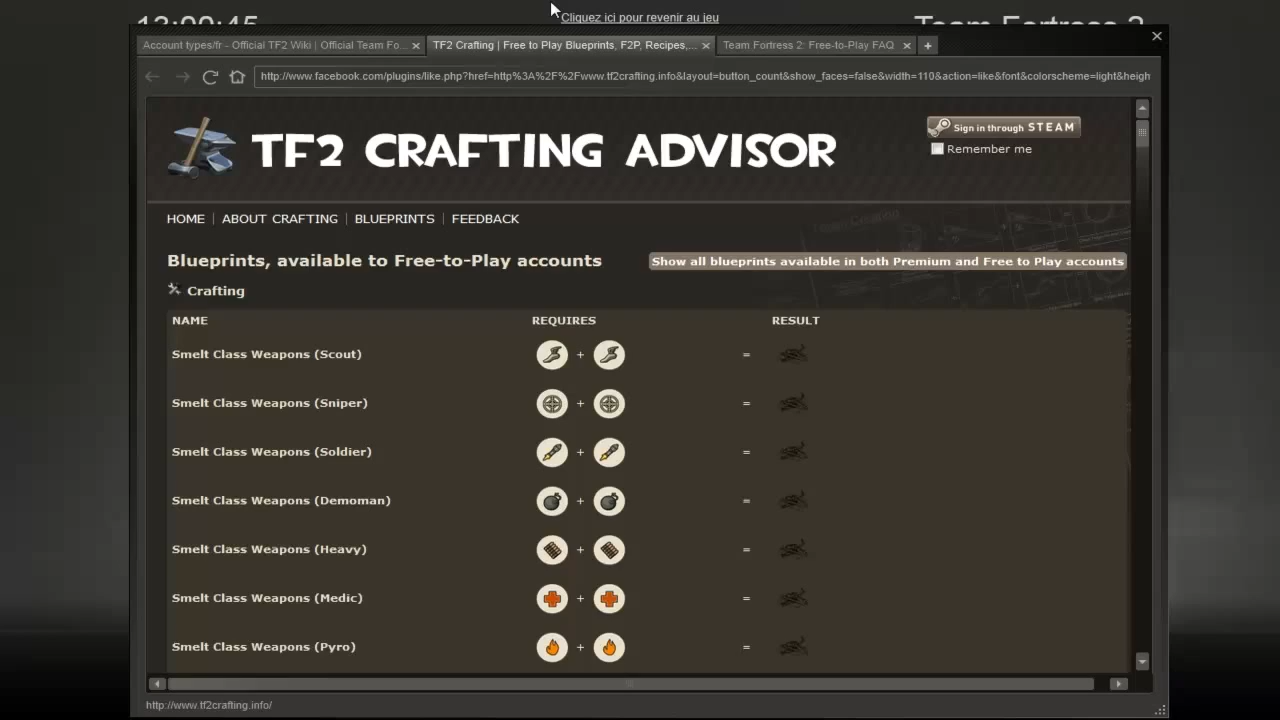 13:00:45
Cliquez ici pour revenir au jeu
Team Fortress 2
Account types/fr - Official TF2 Wiki | Official Team Fo...
TF2 Crafting | Free to Play Blueprints, F2P, Recipes,...
Team Fortress 2: Free-to-Play FAQ
http://www.facebook.com/plugins/like.php?href=http%3A%2F%2Fwww.tf2crafting.info&layout=button_count&show_faces=false&width=110&action=like&font&colorscheme=light&heigh
TF2 CRAFTING ADVISOR
Sign in through STEAM
Remember me
HOME | ABOUT CRAFTING | BLUEPRINTS | FEEDBACK
Blueprints, available to Free-to-Play accounts
Show all blueprints available in both Premium and Free to Play accounts
Crafting
NAME REQUIRES RESULT
Smelt Class Weapons (Scout) + =
Smelt Class Weapons (Sniper) + =
Smelt Class Weapons (Soldier) + =
Smelt Class Weapons (Demoman) + =
Smelt Class Weapons (Heavy) + =
Smelt Class Weapons (Medic) + =
Smelt Class Weapons (Pyro) + =
http://www.tf2crafting.info/